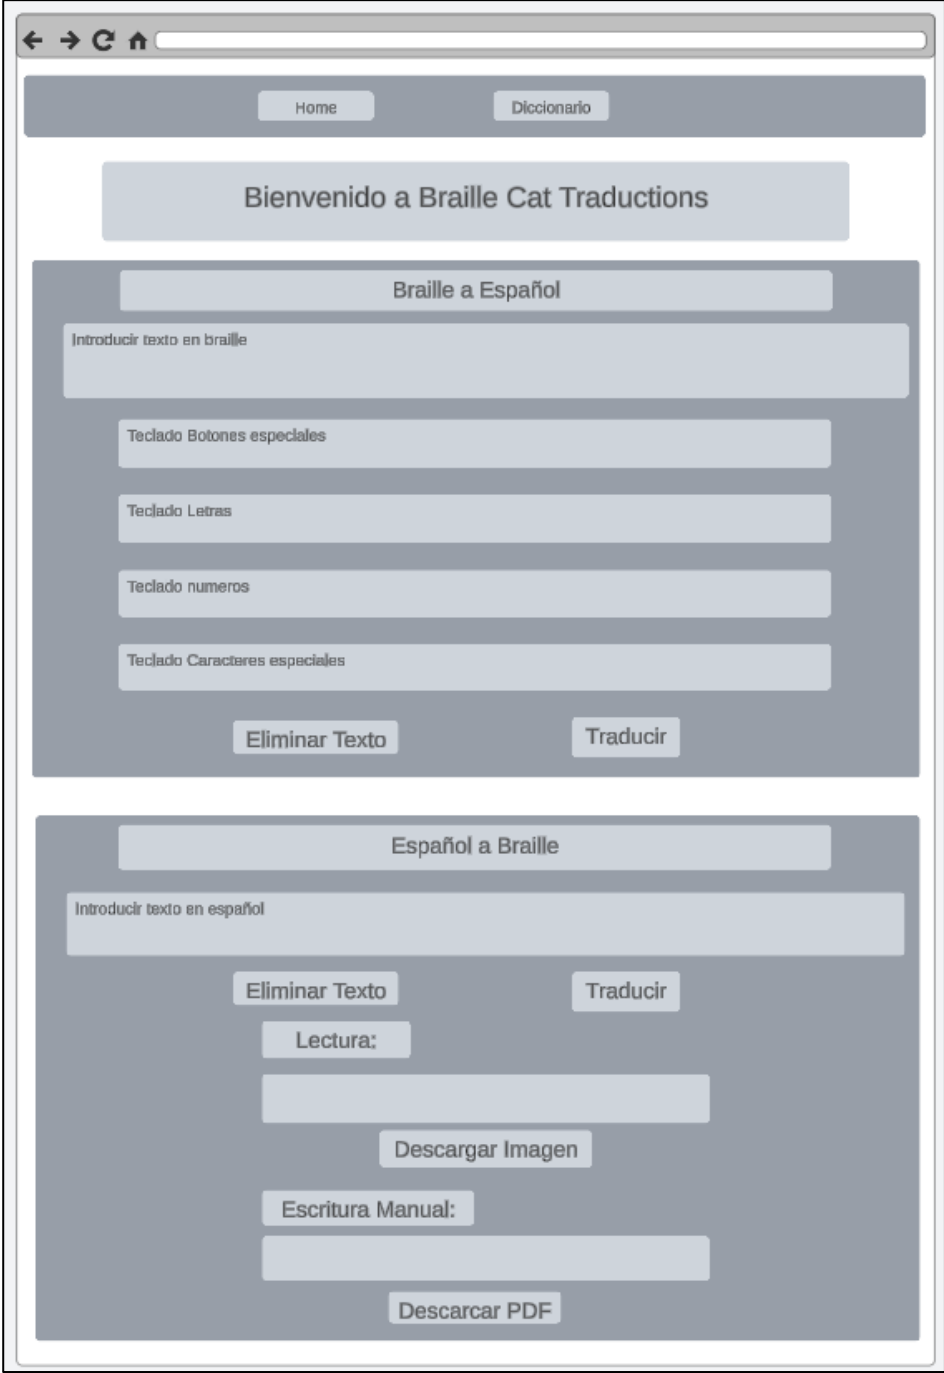 Home
Diccionario
Bienvenido a Braille Cat Traductions
Braille a Español
Introducir texto en braille
Teclado Botones especiales
Teclado Letras
Teclado numeros
Teclado Caracteres especiales
Eliminar Texto
Traducir
Español a Braille
Introducir texto en español
Eliminar Texto
Traducir
Lectura:
Descargar Imagen
Escritura Manual:
Descarcar PDF